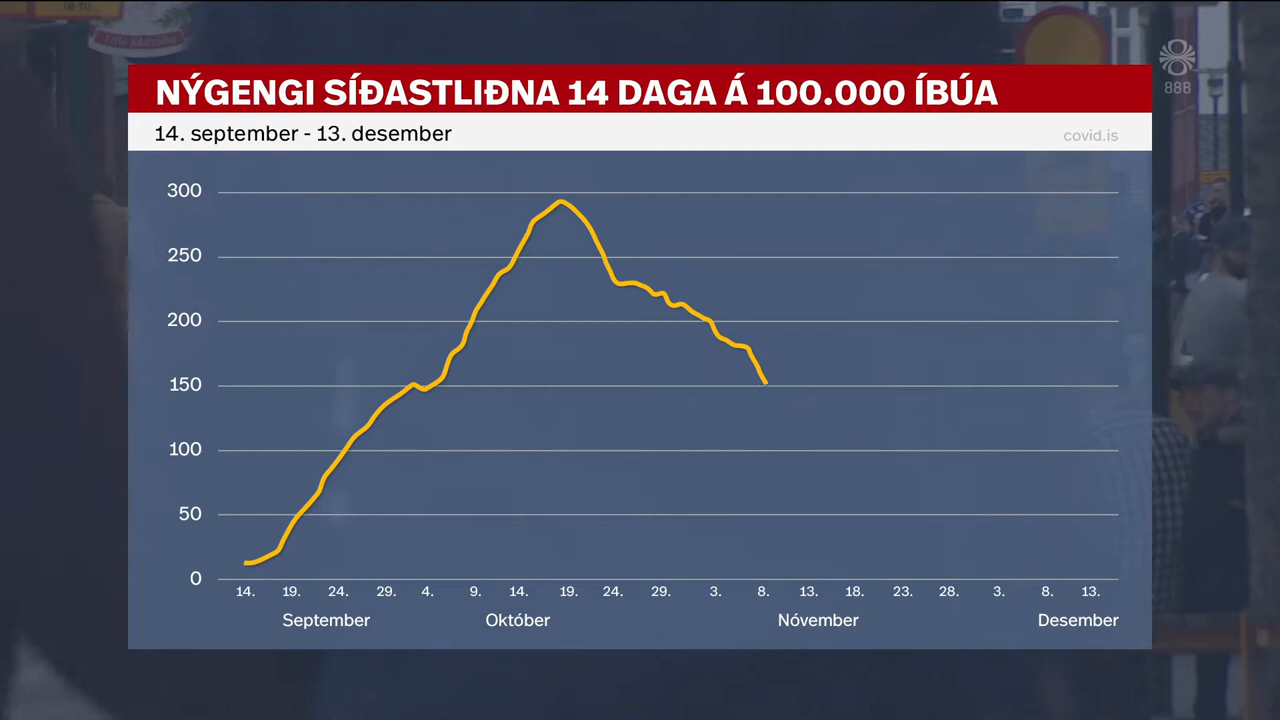 NÝGENGI SÍÐASTLIÐNA 14 DAGA Á 100.000 ÍBÚA
888
14. september - 13. desember
covid.is
300
250
200
150
100
50
0
14. 19. 24. 29. 4. 9. 14. 19. 24. 29. 3. 8. 13. 18. 23. 28. 3. 8. 13.
September Október Nóvember Desember